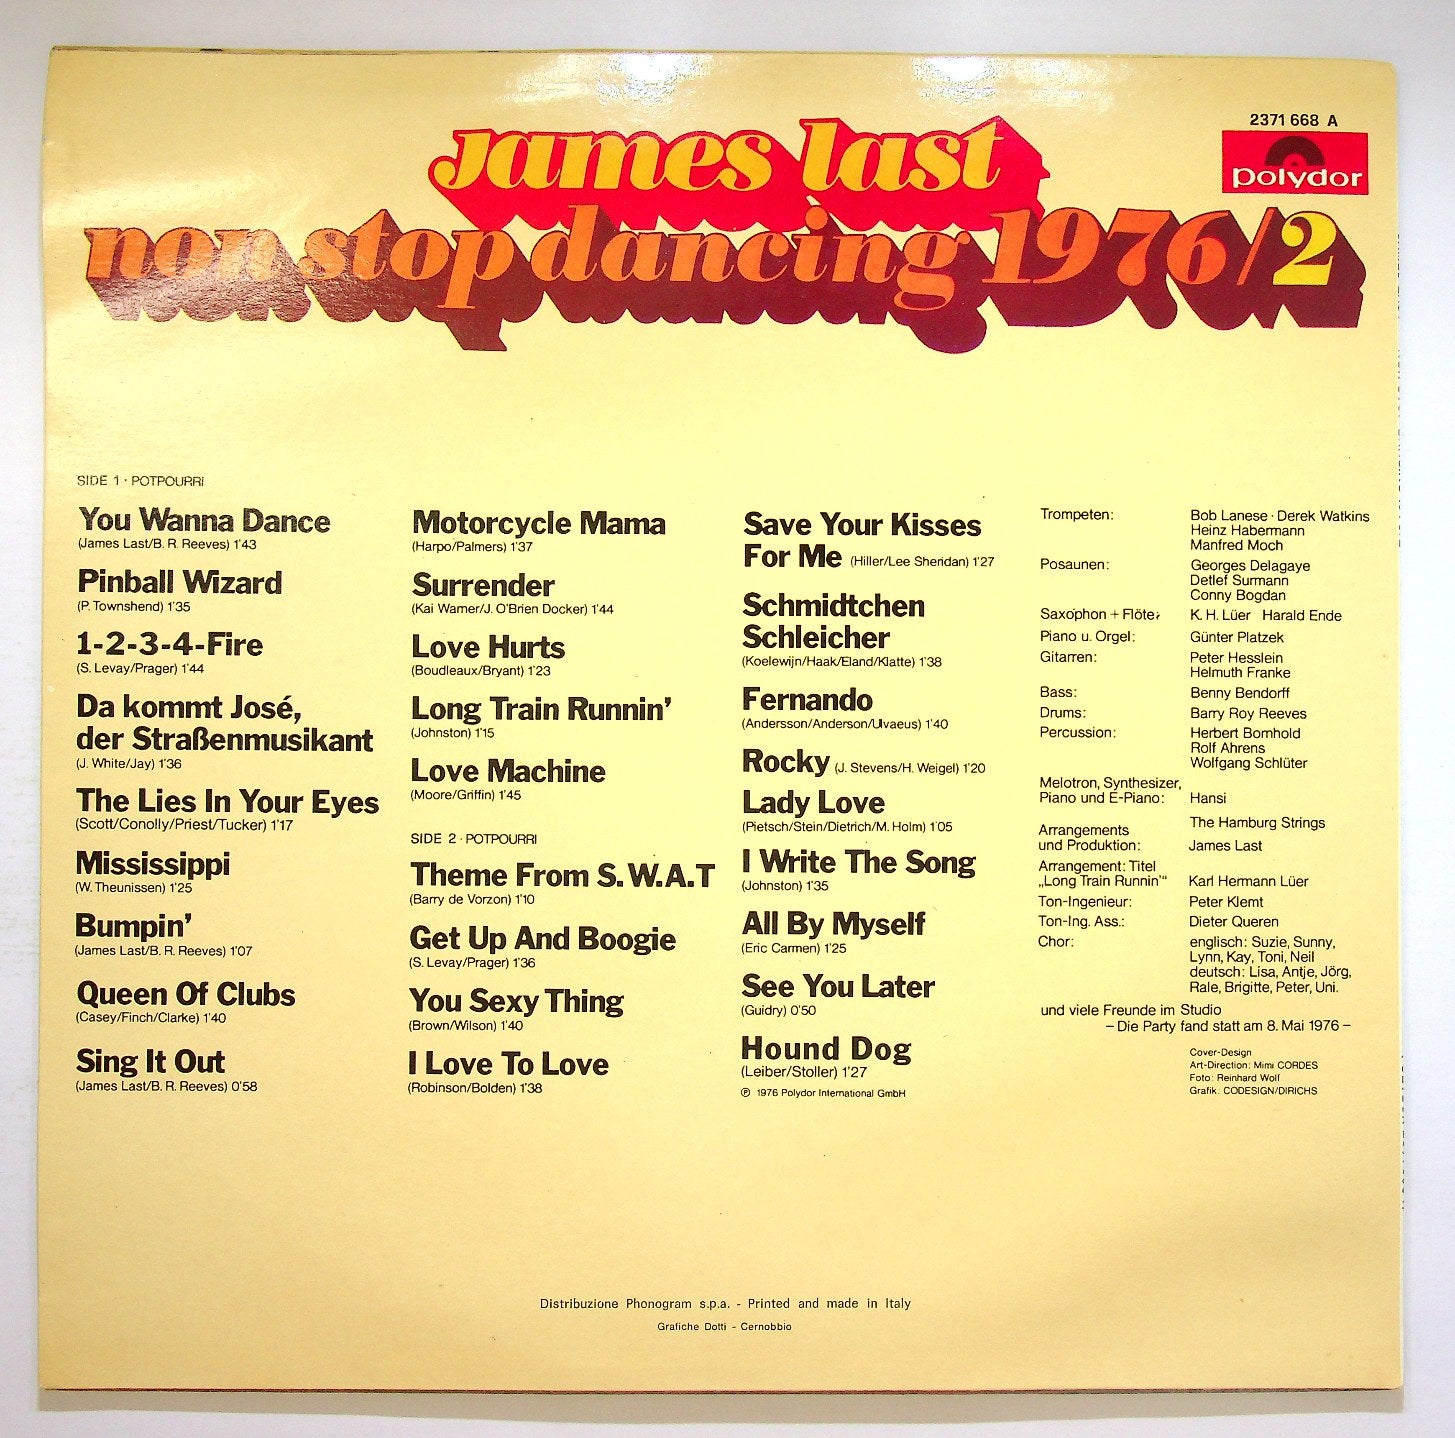 2371 668 A
polydor
james last
non stop dancing 1976/2
SIDE 1 · POTPOURRI
You Wanna Dance
(James Last/B. R. Reeves) 1'43
Pinball Wizard
(P. Townshend) 1'35
1-2-3-4-Fire
(S. Levay/Prager) 1'44
Da kommt José,
der Straßenmusikant
(J. White/Jay) 1'36
The Lies In Your Eyes
(Scott/Conolly/Priest/Tucker) 1'17
Mississippi
(W. Theunissen) 1'25
Bumpin'
(James Last/B. R. Reeves) 1'07
Queen Of Clubs
(Casey/Finch/Clarke) 1'40
Sing It Out
(James Last/B. R. Reeves) 0'58
Motorcycle Mama
(Harpo/Palmers) 1'37
Surrender
(Kai Warner/J. O'Brien Docker) 1'44
Love Hurts
(Boudleaux/Bryant) 1'23
Long Train Runnin'
(Johnston) 1'15
Love Machine
(Moore/Griffin) 1'45
SIDE 2 · POTPOURRI
Theme From S.W.A.T
(Barry de Vorzon) 1'10
Get Up And Boogie
(S. Levay/Prager) 1'36
You Sexy Thing
(Brown/Wilson) 1'40
I Love To Love
(Robinson/Bolden) 1'38
Save Your Kisses
For Me (Hiller/Lee Sheridan) 1'27
Schmidtchen
Schleicher
(Koelewijn/Haak/Eland/Klatte) 1'38
Fernando
(Andersson/Anderson/Ulvaeus) 1'40
Rocky (J. Stevens/H. Weigel) 1'20
Lady Love
(Pietsch/Stein/Dietrich/M. Holm) 1'05
I Write The Song
(Johnston) 1'35
All By Myself
(Eric Carmen) 1'25
See You Later
(Guidry) 0'50
Hound Dog
(Leiber/Stoller) 1'27
℗ 1976 Polydor International GmbH
Trompeten: Bob Lanese · Derek Watkins
Heinz Habermann
Manfred Moch
Posaunen: Georges Delagaye
Detlef Surmann
Conny Bogdan
Saxophon + Flöte: K. H. Lüer Harald Ende
Piano u. Orgel: Günter Platzek
Gitarren: Peter Hesslein
Helmuth Franke
Bass: Benny Bendorff
Drums: Barry Roy Reeves
Percussion: Herbert Bornhold
Rolf Ahrens
Wolfgang Schlüter
Melotron, Synthesizer,
Piano und E-Piano: Hansi
The Hamburg Strings
Arrangements
und Produktion: James Last
Arrangement: Titel
„Long Train Runnin'“ Karl Hermann Lüer
Ton-Ingenieur: Peter Klemt
Ton-Ing. Ass.: Dieter Queren
Chor: englisch: Suzie, Sunny,
Lynn, Kay, Toni, Neil
deutsch: Lisa, Antje, Jörg,
Rale, Brigitte, Peter, Uni.
und viele Freunde im Studio
– Die Party fand statt am 8. Mai 1976 –
Cover-Design
Art-Direction: Mimi CORDES
Foto: Reinhard Wolf
Grafik: CODESIGN/DIRICHS
Distribuzione Phonogram s.p.a. - Printed and made in Italy
Grafiche Dotti - Cernobbio